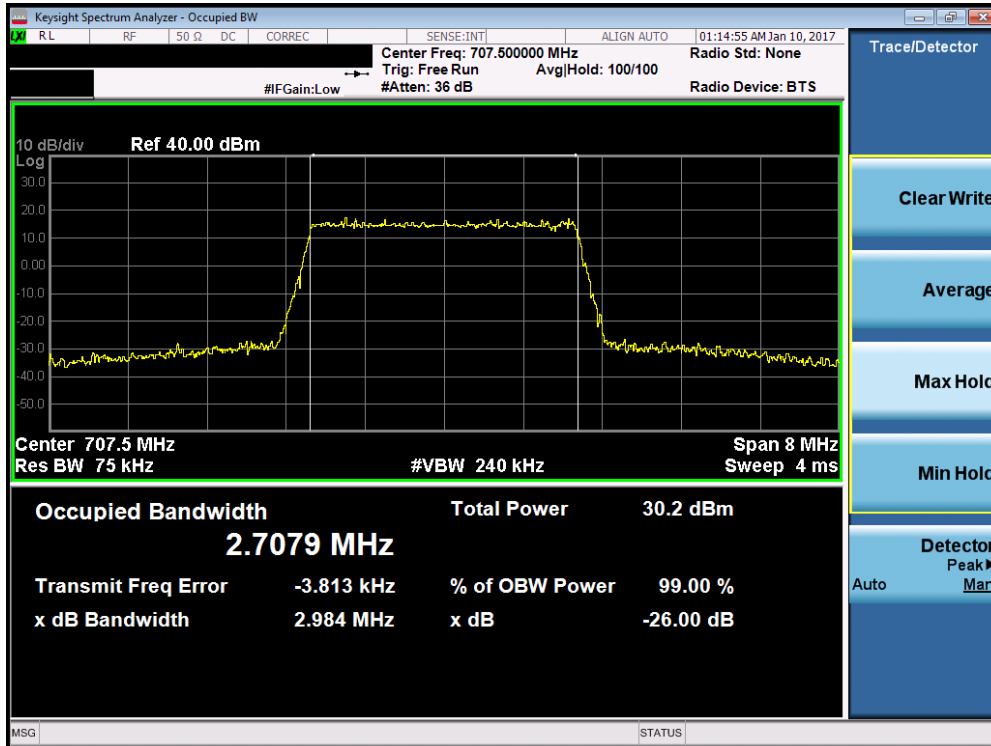 Keysight Spectrum Analyzer - Occupied BW
LXI RL RF 50 Ω DC CORREC SENSE:INT ALIGN AUTO 01:14:55 AM Jan 10, 2017
Center Freq: 707.500000 MHz Radio Std: None
Trig: Free Run Avg|Hold: 100/100
#IFGain:Low #Atten: 36 dB Radio Device: BTS
Trace/Detector
10 dB/div Ref 40.00 dBm
Log
30.0
20.0
10.0
0.00
-10.0
-20.0
-30.0
-40.0
-50.0
Center 707.5 MHz Span 8 MHz
Res BW 75 kHz #VBW 240 kHz Sweep 4 ms
Occupied Bandwidth Total Power 30.2 dBm
2.7079 MHz
Transmit Freq Error -3.813 kHz % of OBW Power 99.00 %
x dB Bandwidth 2.984 MHz x dB -26.00 dB
Clear Write
Average
Max Hold
Min Hold
Detector
Peak▶
Auto Man
MSG STATUS